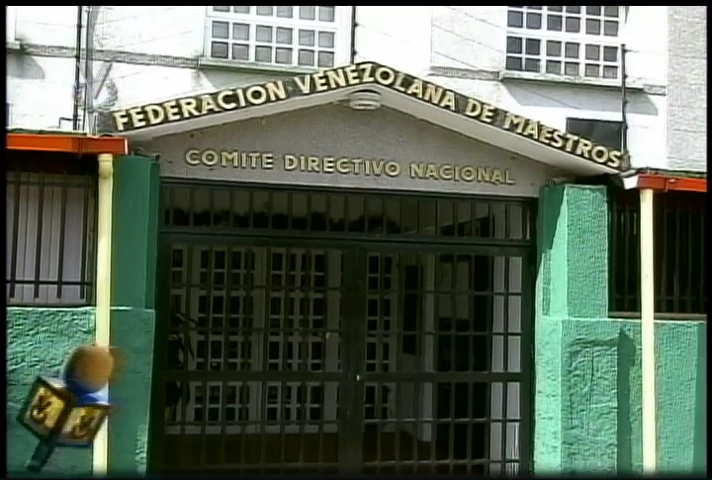 FEDERACION VENEZOLANA DE MAESTROS
COMITE DIRECTIVO NACIONAL